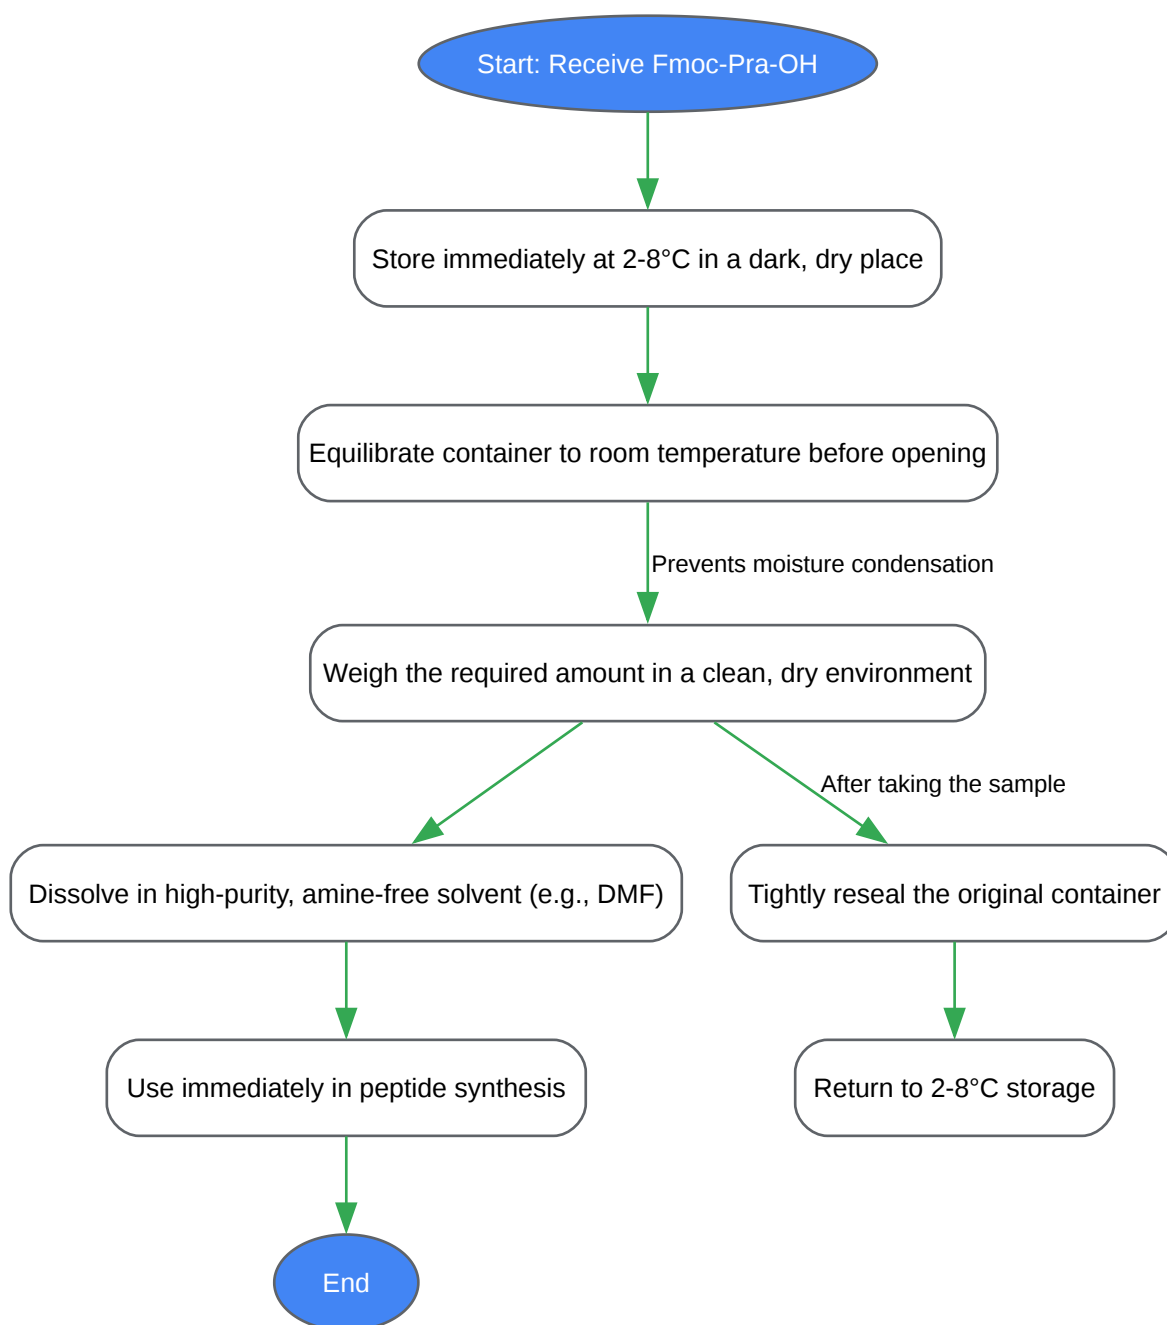 Start: Receive Fmoc-Pra-OH
Store immediately at 2-8°C in a dark, dry place
Equilibrate container to room temperature before opening
Prevents moisture condensation
Weigh the required amount in a clean, dry environment
After taking the sample
Dissolve in high-purity, amine-free solvent (e.g., DMF)
Tightly reseal the original container
Use immediately in peptide synthesis
Return to 2-8°C storage
End